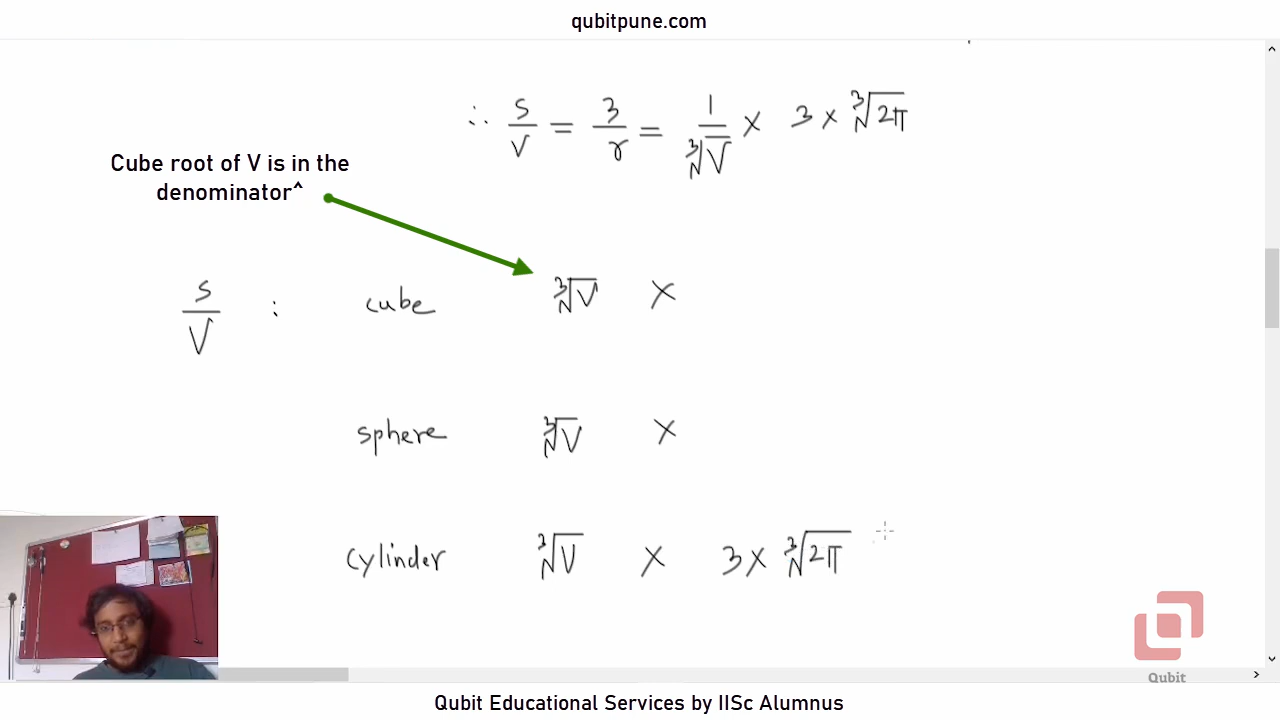 qubitpune.com
∴ S/V = 3/r = 1/∛V × 3 × ∛2π
Cube root of V is in the
denominator^
S/V : cube ∛V ×
sphere ∛V ×
cylinder ∛V × 3 × ∛2π
Qubit
Qubit Educational Services by IISc Alumnus